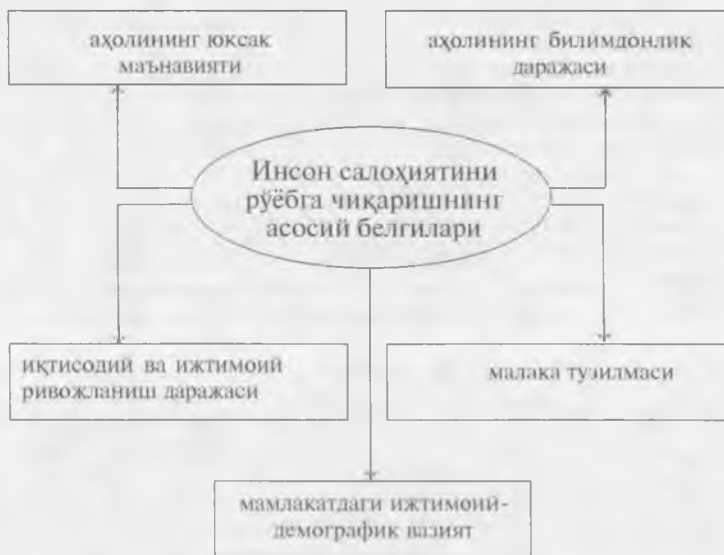 аҳолининг юксак
маънавияти
аҳолининг билимдонлик
даражаси
Инсон салоҳиятини
рўёбга чиқаришнинг
асосий белгилари
иқтисодий ва ижтимоий
ривожланиш даражаси
малака тузилмаси
мамлакатдаги ижтимоий-
демографик вазият